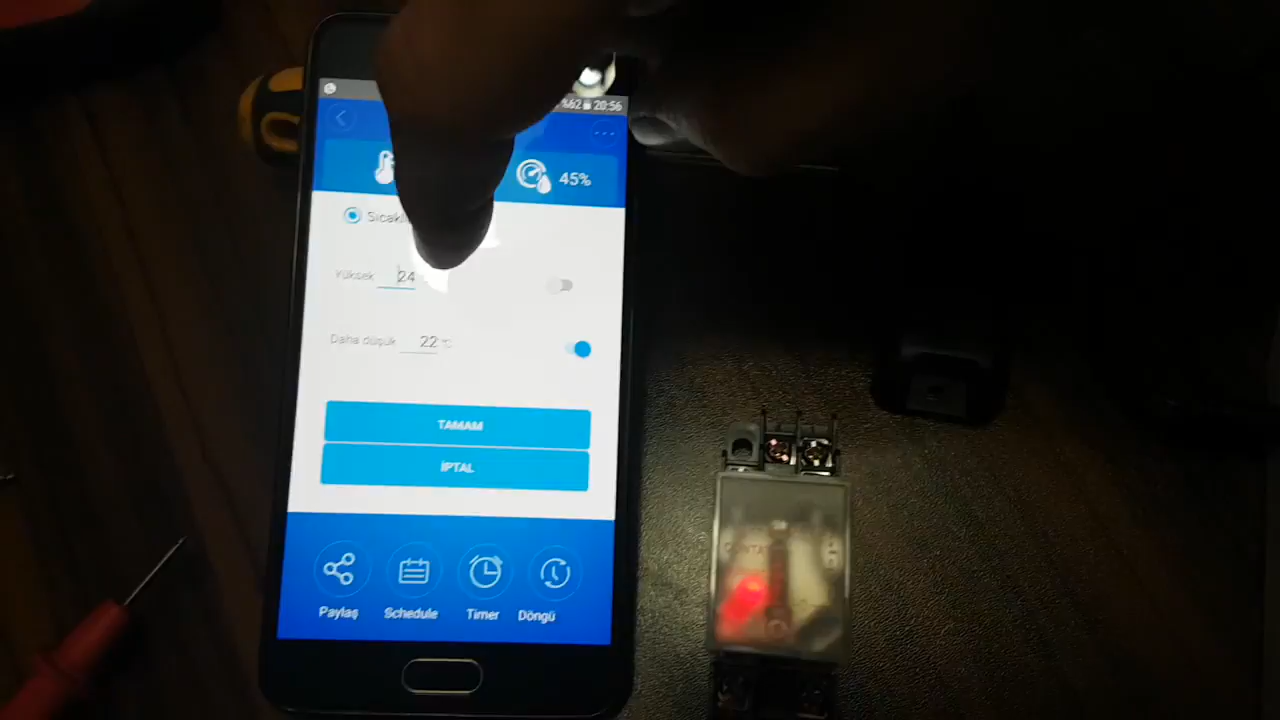 %62 20:56
45%
Yüksek 24
Daha düşük 22 °C
TAMAM
İPTAL
Paylaş Schedule Timer Döngü